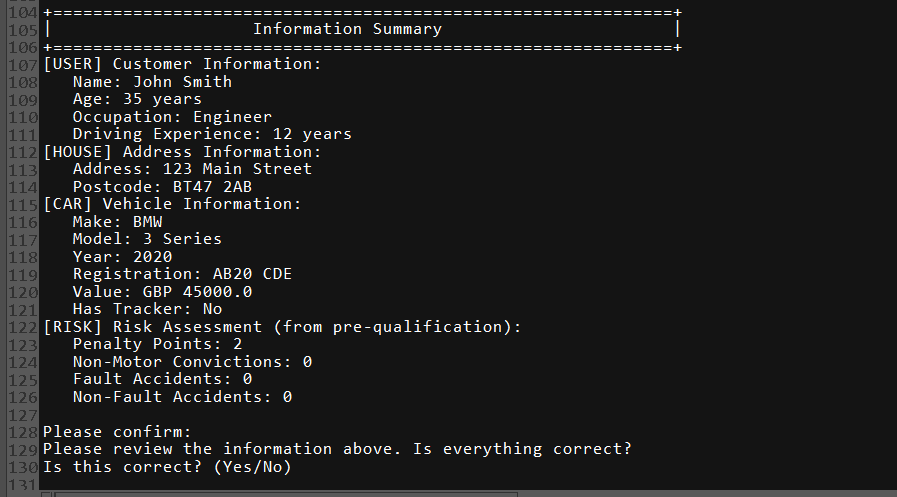 104 +==============================================================+
105 |                    Information Summary                       |
106 +==============================================================+
107 [USER] Customer Information:
108    Name: John Smith
109    Age: 35 years
110    Occupation: Engineer
111    Driving Experience: 12 years
112 [HOUSE] Address Information:
113    Address: 123 Main Street
114    Postcode: BT47 2AB
115 [CAR] Vehicle Information:
116    Make: BMW
117    Model: 3 Series
118    Year: 2020
119    Registration: AB20 CDE
120    Value: GBP 45000.0
121    Has Tracker: No
122 [RISK] Risk Assessment (from pre-qualification):
123    Penalty Points: 2
124    Non-Motor Convictions: 0
125    Fault Accidents: 0
126    Non-Fault Accidents: 0
127
128 Please confirm:
129 Please review the information above. Is everything correct?
130 Is this correct? (Yes/No)
131